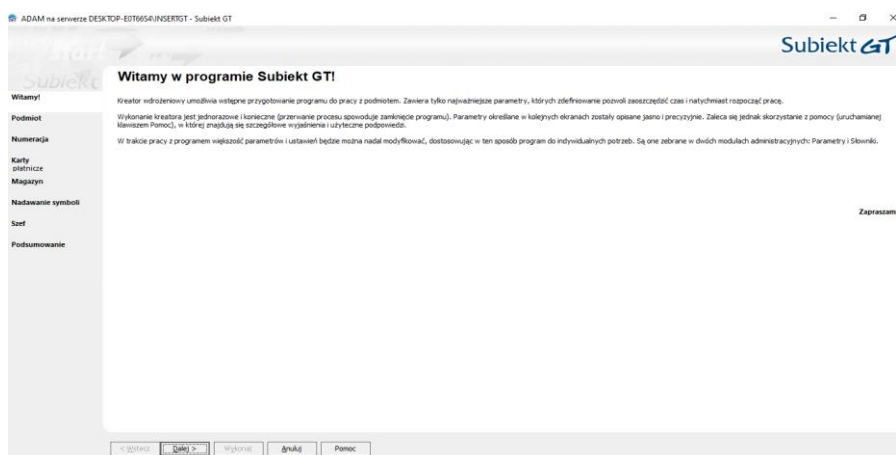 ADAM na serwerze DESKTOP-E0T66S4\INSERTGT - Subiekt GT
Subiekt GT
Subiekt
Witamy w programie Subiekt GT!
Witamy!
Podmiot
Numeracja
Karty
płatnicze
Magazyn
Nadawanie symboli
Szef
Podsumowanie
Kreator wdrożeniowy umożliwia wstępne przygotowanie programu do pracy z podmiotem. Zawiera tylko najważniejsze parametry, których zdefiniowanie pozwoli zaoszczędzić czas i natychmiast rozpocząć pracę.
Wykonanie kreatora jest jednorazowe i konieczne (przerwanie procesu spowoduje zamknięcie programu). Parametry określane w kolejnych ekranach zostały opisane jasno i precyzyjnie. Zaleca się jednak skorzystanie z pomocy (uruchamianej
klawiszem Pomoc), w której znajdują się szczegółowe wyjaśnienia i użyteczne podpowiedzi.
W trakcie pracy z programem większość parametrów i ustawień będzie można nadal modyfikować, dostosowując w ten sposób program do indywidualnych potrzeb. Są one zebrane w dwóch modułach administracyjnych: Parametry i Słowniki.
Zapraszam
< Wstecz
Dalej >
Wykonaj
Anuluj
Pomoc